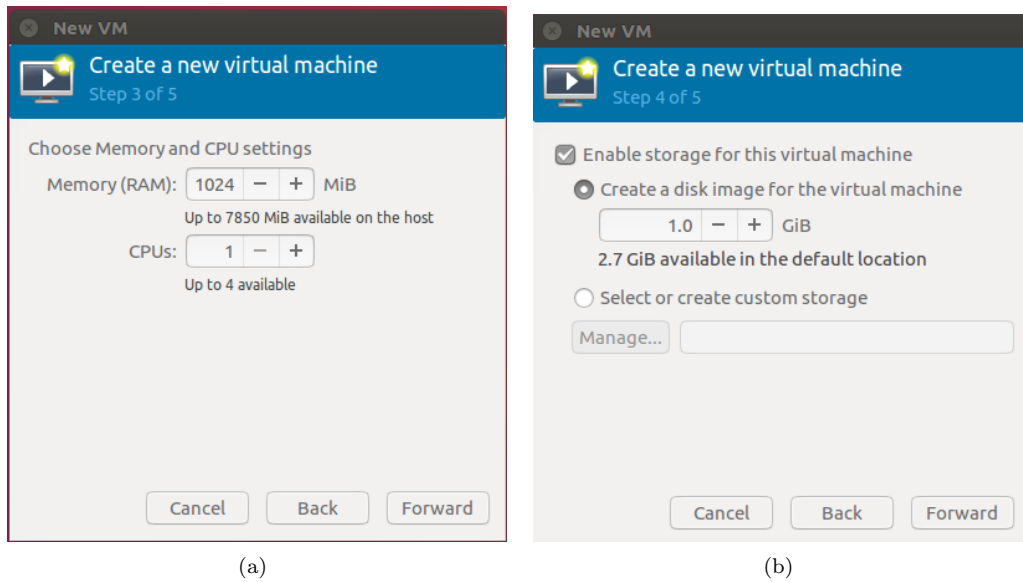 New VM
Create a new virtual machine
Step 3 of 5
Choose Memory and CPU settings
Memory (RAM): 1024 − + MiB
Up to 7850 MiB available on the host
CPUs: 1 − +
Up to 4 available
Cancel Back Forward
(a)
New VM
Create a new virtual machine
Step 4 of 5
Enable storage for this virtual machine
Create a disk image for the virtual machine
1.0 − + GiB
2.7 GiB available in the default location
Select or create custom storage
Manage...
Cancel Back Forward
(b)